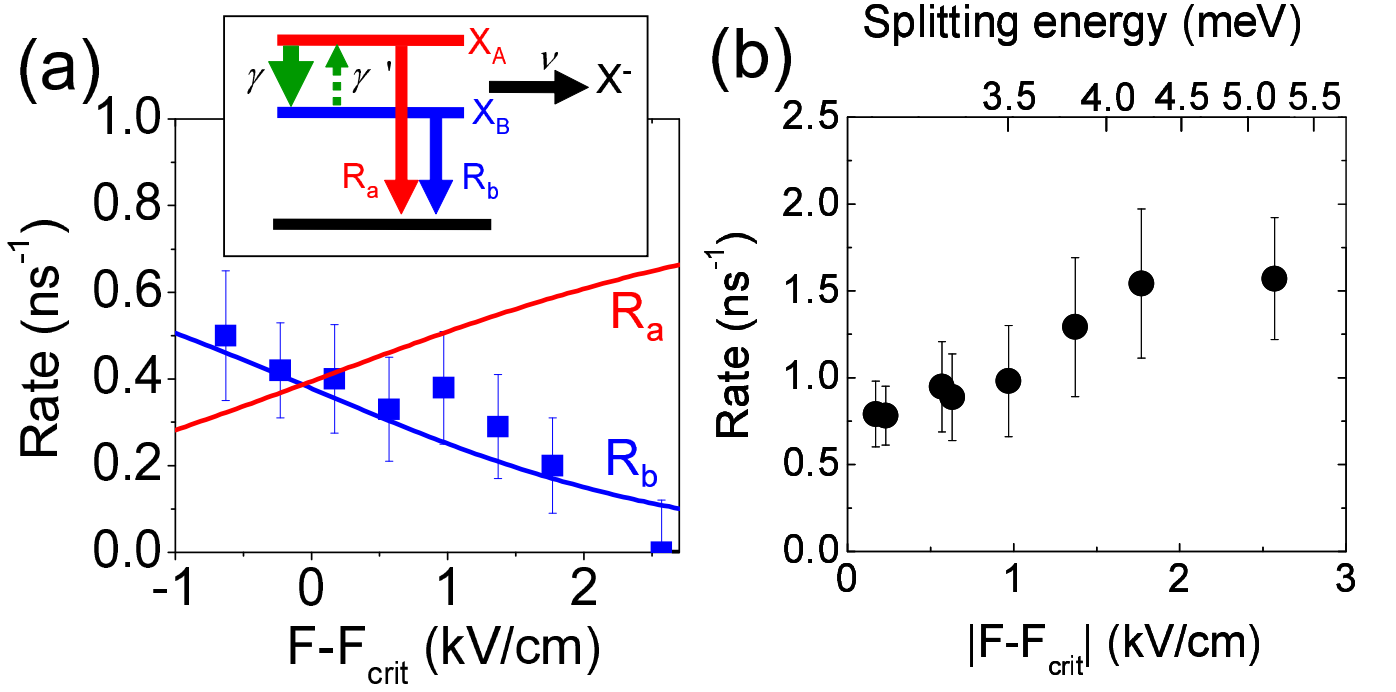 (a)
X_A
γ
γ'
ν
X^-
X_B
R_a
R_b
1.0
0.8
0.6
0.4
0.2
0.0
Rate (ns^-1)
R_a
R_b
-1
0
1
2
F-F_crit (kV/cm)
(b)
Splitting energy (meV)
3.5
4.0
4.5
5.0
5.5
2.5
2.0
1.5
1.0
0.5
0.0
Rate (ns^-1)
0
1
2
3
|F-F_crit| (kV/cm)